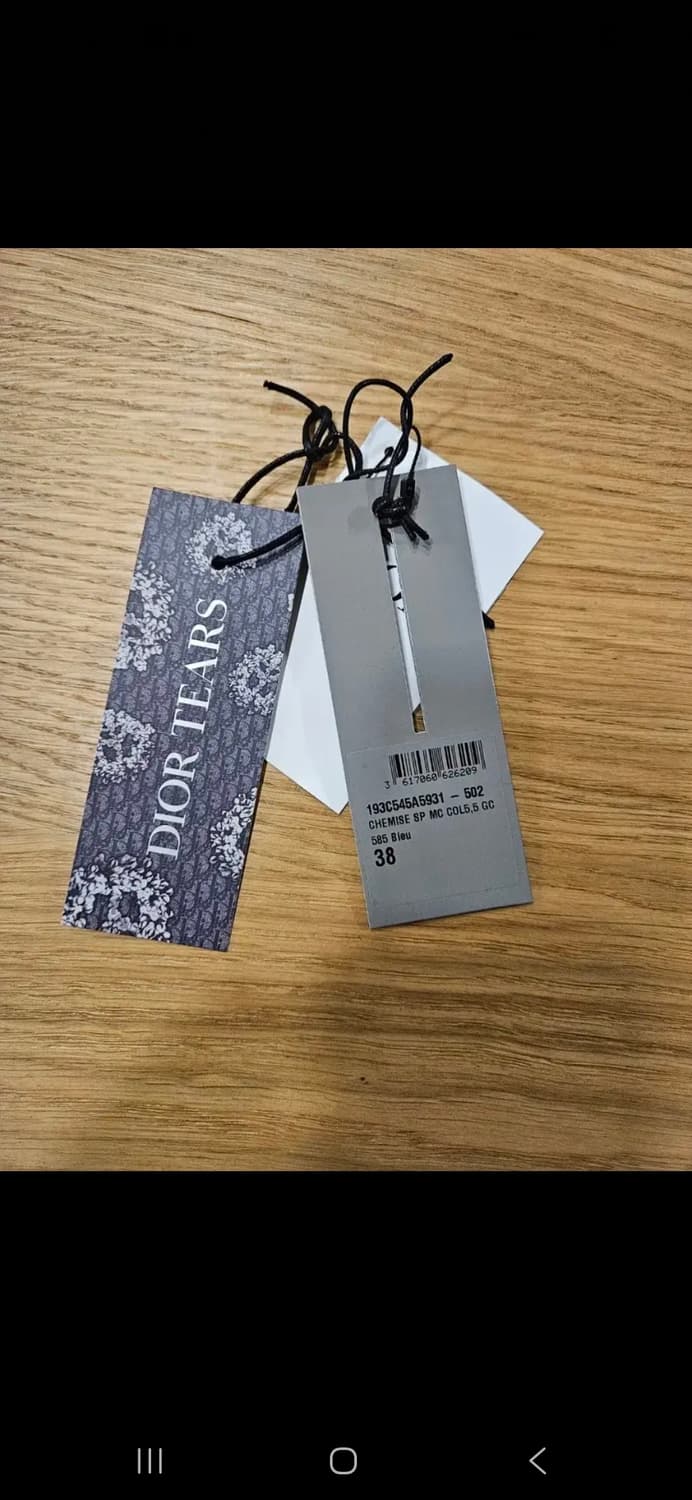 DIOR TEARS
3 617060 626209
193C545A5931 – 502
CHEMISE SP MC COL5,5 GC
585 Bleu
38